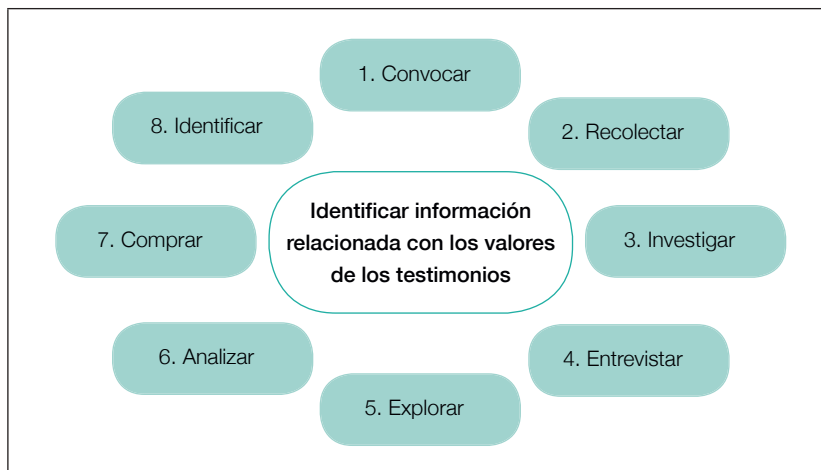 1. Convocar
2. Recolectar
3. Investigar
4. Entrevistar
5. Explorar
6. Analizar
7. Comprar
8. Identificar
Identificar información
relacionada con los valores
de los testimonios